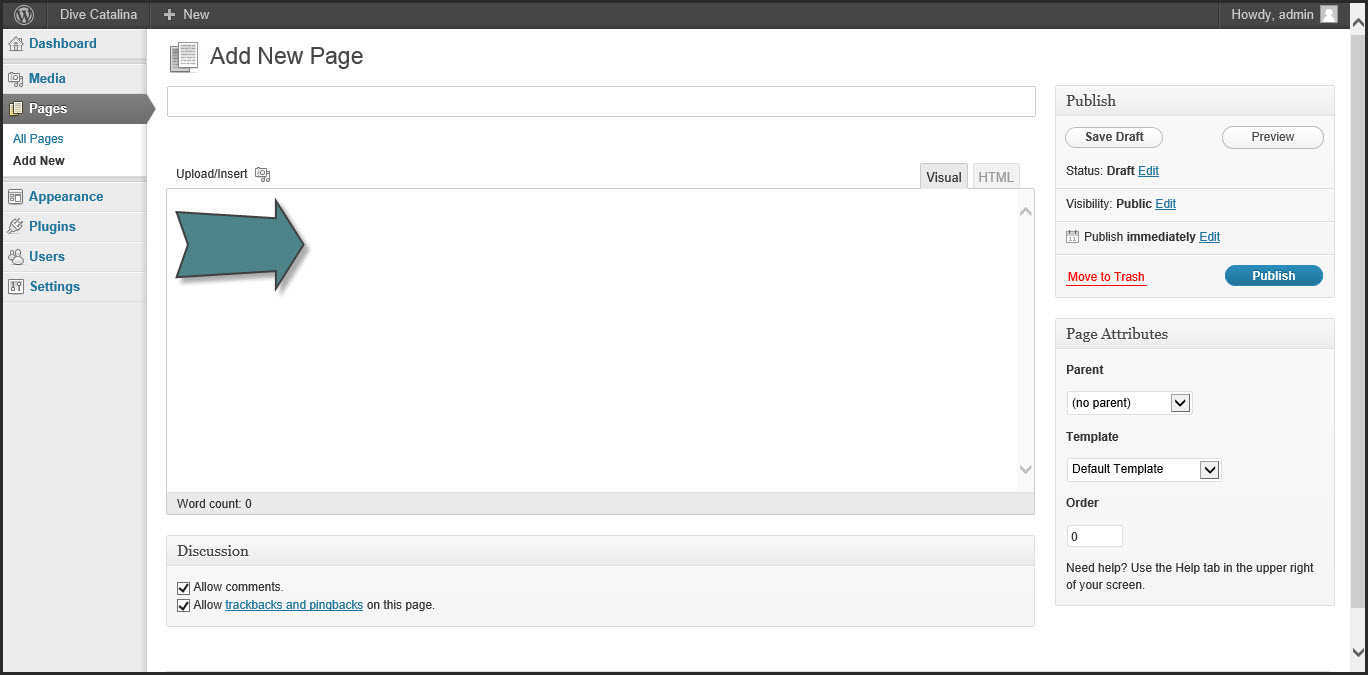 Dive Catalina + New Howdy, admin
Dashboard
Media
Pages
All Pages
Add New
Appearance
Plugins
Users
Settings
Add New Page
Upload/Insert
Visual HTML
Word count: 0
Discussion
Allow comments.
Allow trackbacks and pingbacks on this page.
Publish
Save Draft Preview
Status: Draft Edit
Visibility: Public Edit
Publish immediately Edit
Move to Trash Publish
Page Attributes
Parent
(no parent)
Template
Default Template
Order
0
Need help? Use the Help tab in the upper right
of your screen.